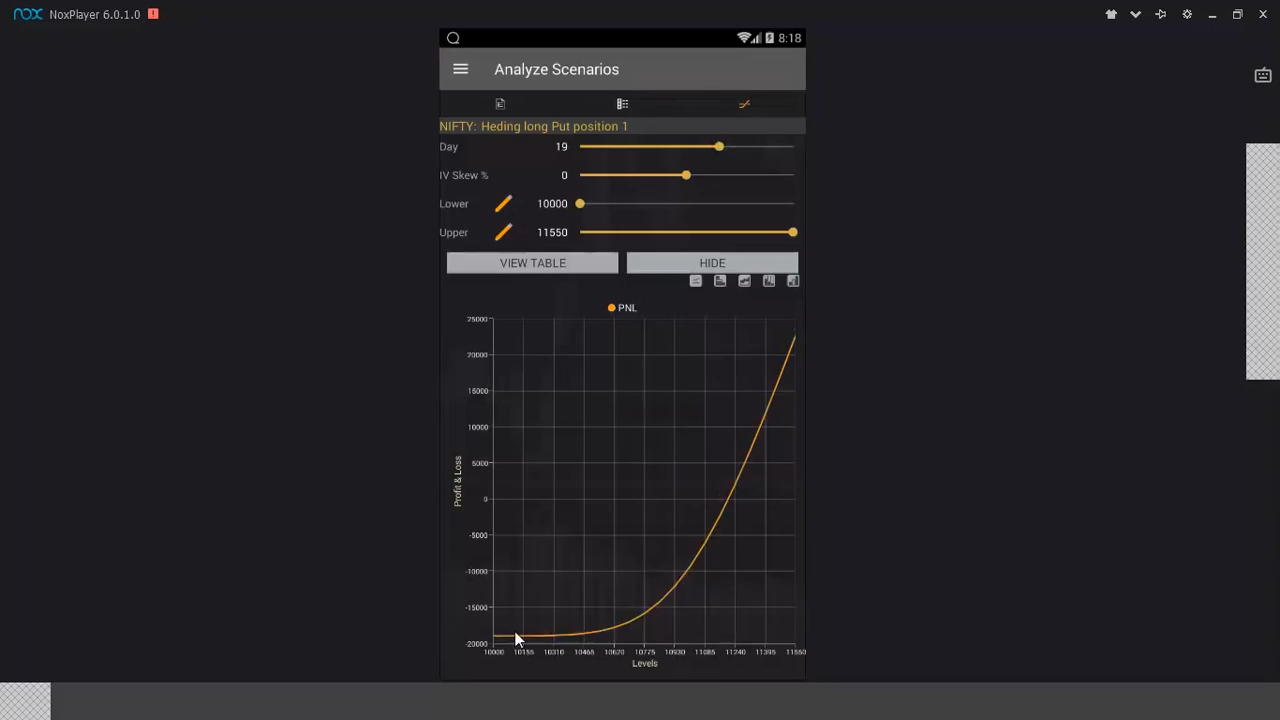 nox NoxPlayer 6.0.1.0
8:18
Analyze Scenarios
NIFTY: Heding long Put position 1
Day 19
IV Skew % 0
Lower 10000
Upper 11550
VIEW TABLE HIDE
PNL
25000
20000
15000
10000
5000
0
-5000
-10000
-15000
-20000
Profit & Loss
10000 10155 10310 10465 10620 10775 10930 11085 11240 11395 11550
Levels